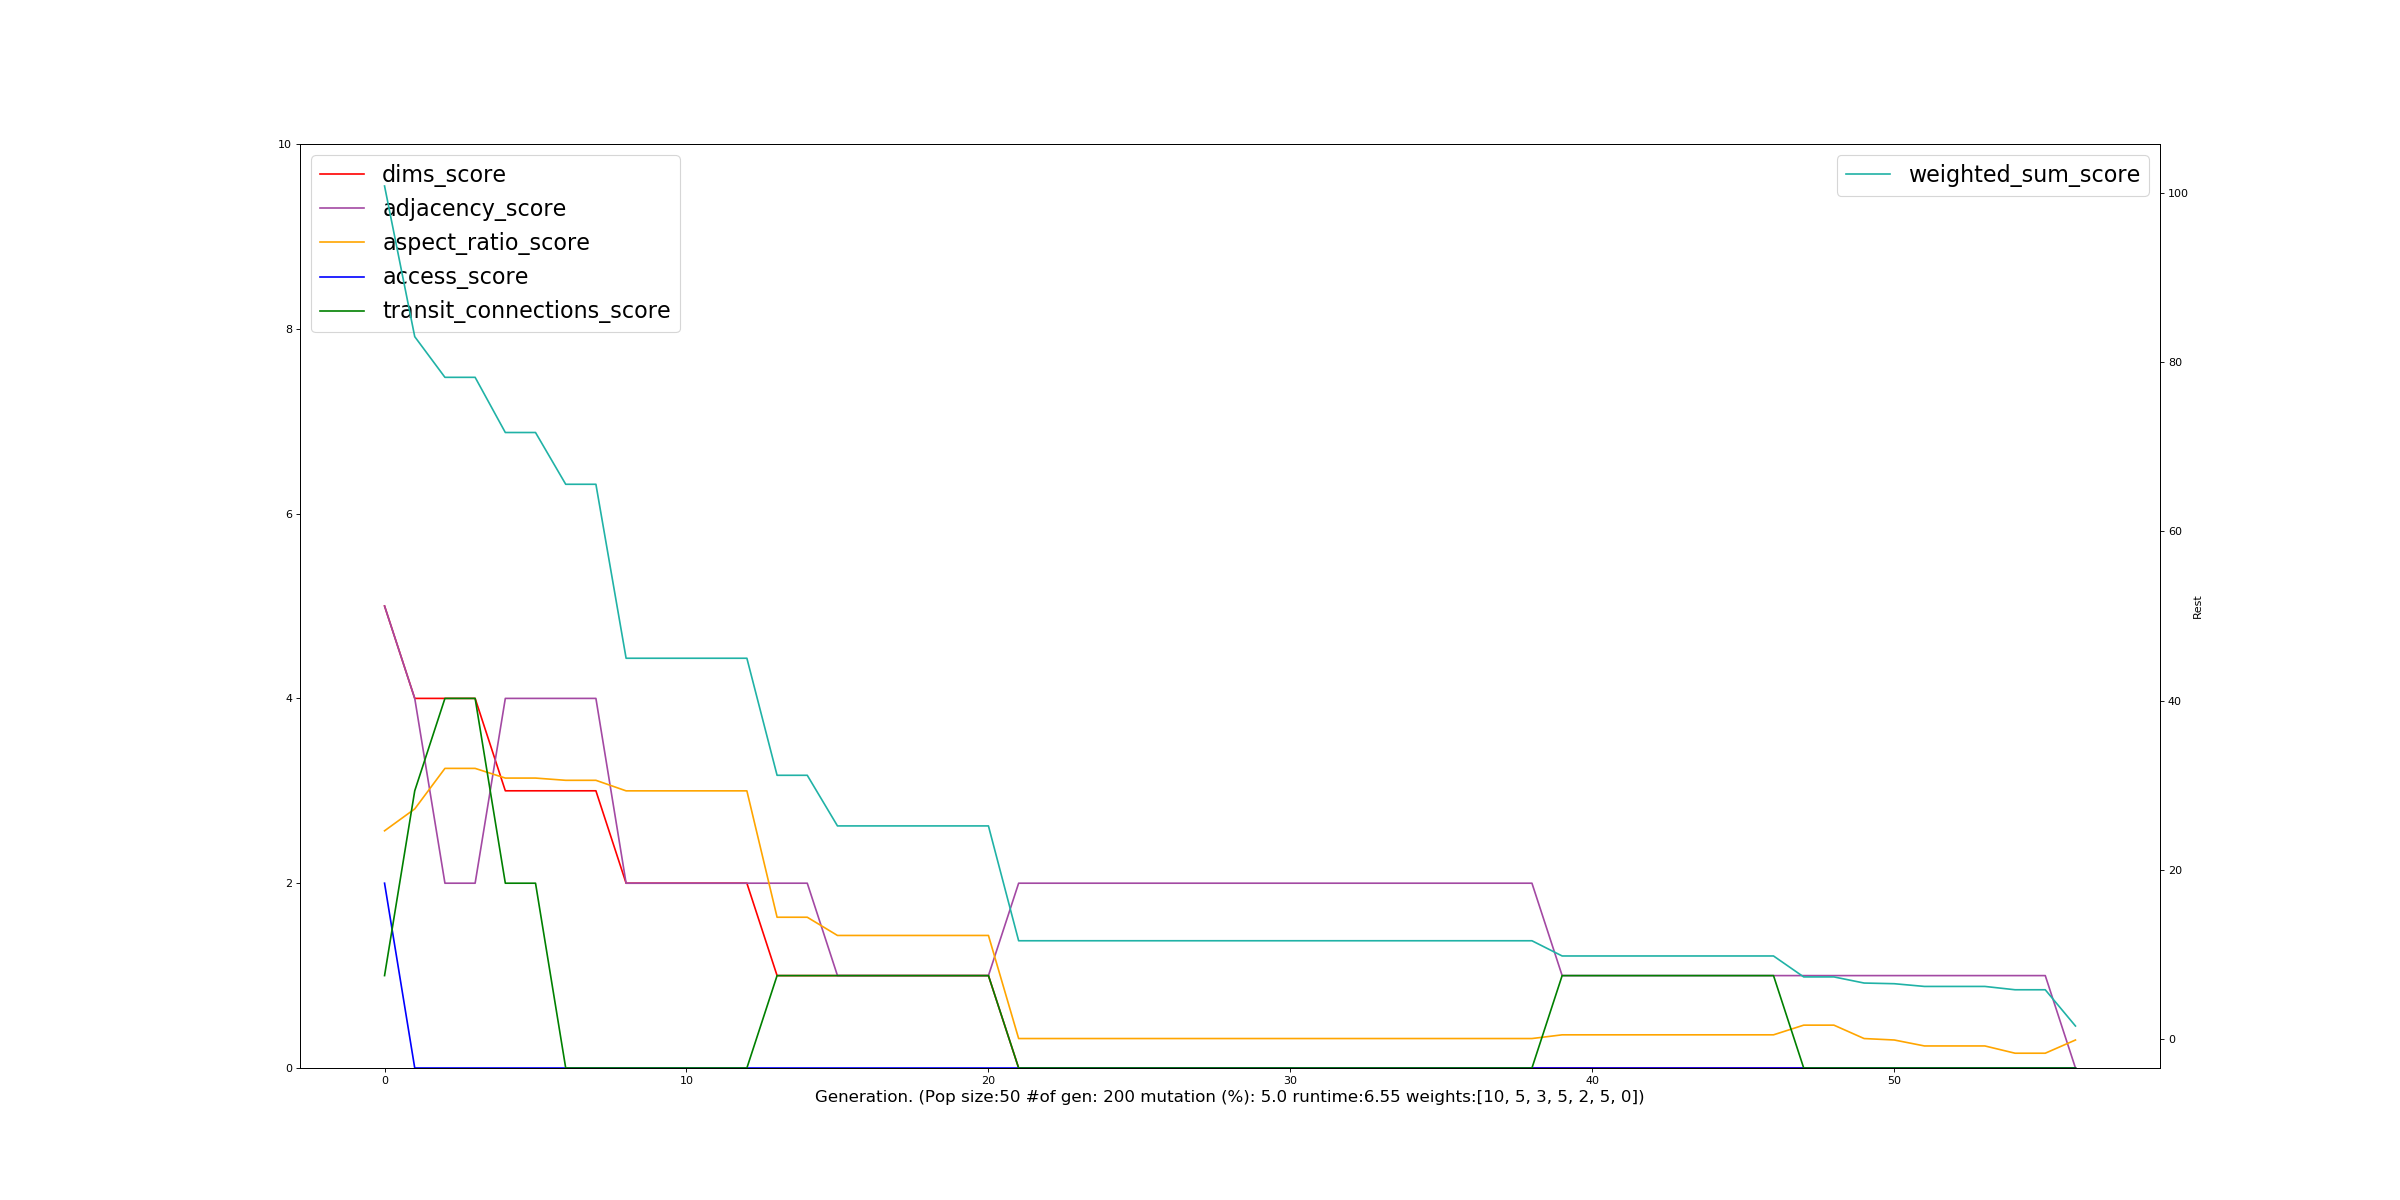 10
8
6
4
2
0
dims_score
adjacency_score
aspect_ratio_score
access_score
transit_connections_score
weighted_sum_score
100
80
60
40
20
0
Rest
0 10 20 30 40 50
Generation. (Pop size:50 #of gen: 200 mutation (%): 5.0 runtime:6.55 weights:[10, 5, 3, 5, 2, 5, 0])